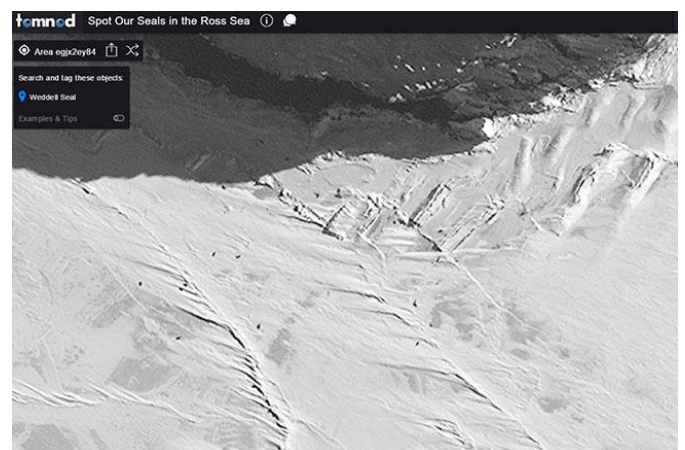 tomnod Spot Our Seals in the Ross Sea
Area egjx2ey84
Search and tag these objects:
Weddell Seal
Examples & Tips